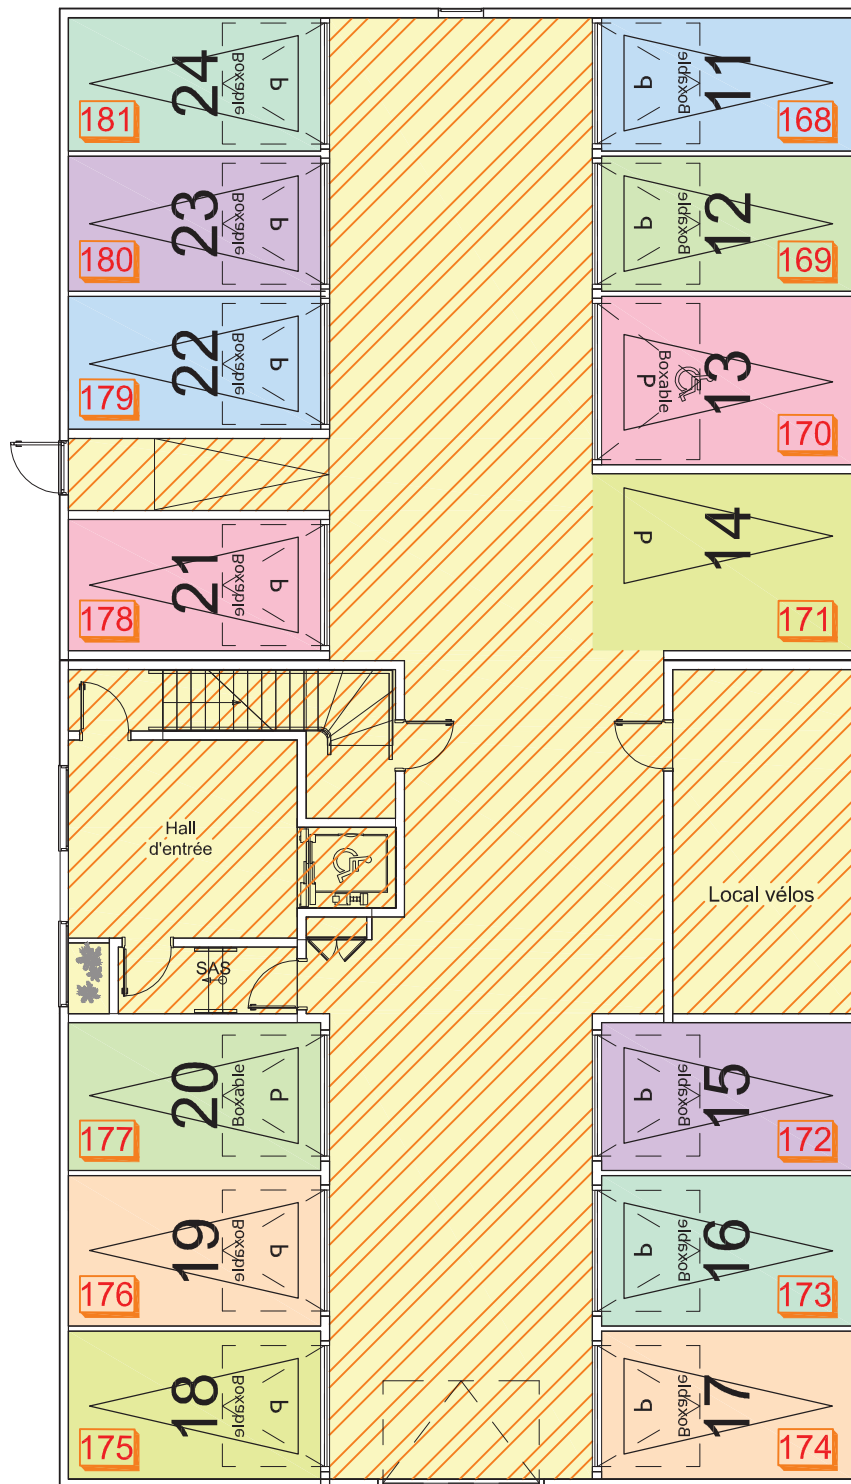 24
Boxable
P
181
P
Boxable
11
168
23
Boxable
P
180
P
Boxable
12
169
22
Boxable
P
179
P
Boxable
13
170
P
14
171
21
Boxable
P
178
Hall
d'entrée
Local vélos
SAS
20
Boxable
P
177
P
Boxable
15
172
19
Boxable
P
176
P
Boxable
16
173
18
Boxable
P
175
P
Boxable
17
174